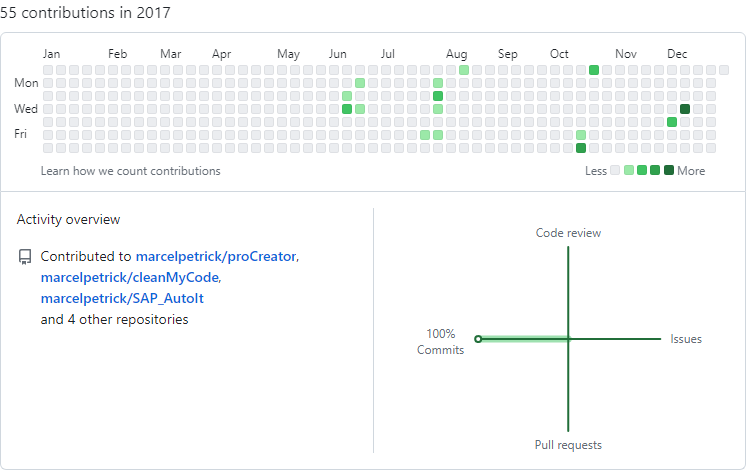 55 contributions in 2017
Jan Feb Mar Apr May Jun Jul Aug Sep Oct Nov Dec
Mon
Wed
Fri
Learn how we count contributions
Less More
Activity overview
Contributed to marcelpetrick/proCreator,
marcelpetrick/cleanMyCode,
marcelpetrick/SAP_AutoIt
and 4 other repositories
Code review
100%
Commits
Issues
Pull requests